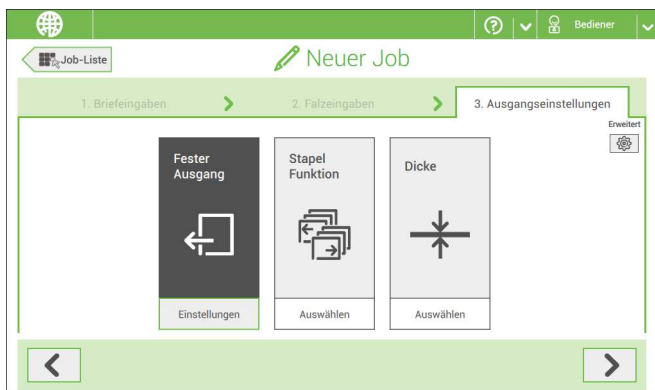 Bediener
Job-Liste
Neuer Job
1. Briefeingaben
2. Falzeingaben
3. Ausgangseinstellungen
Erweitert
Fester
Ausgang
Stapel
Funktion
Dicke
Einstellungen
Auswählen
Auswählen